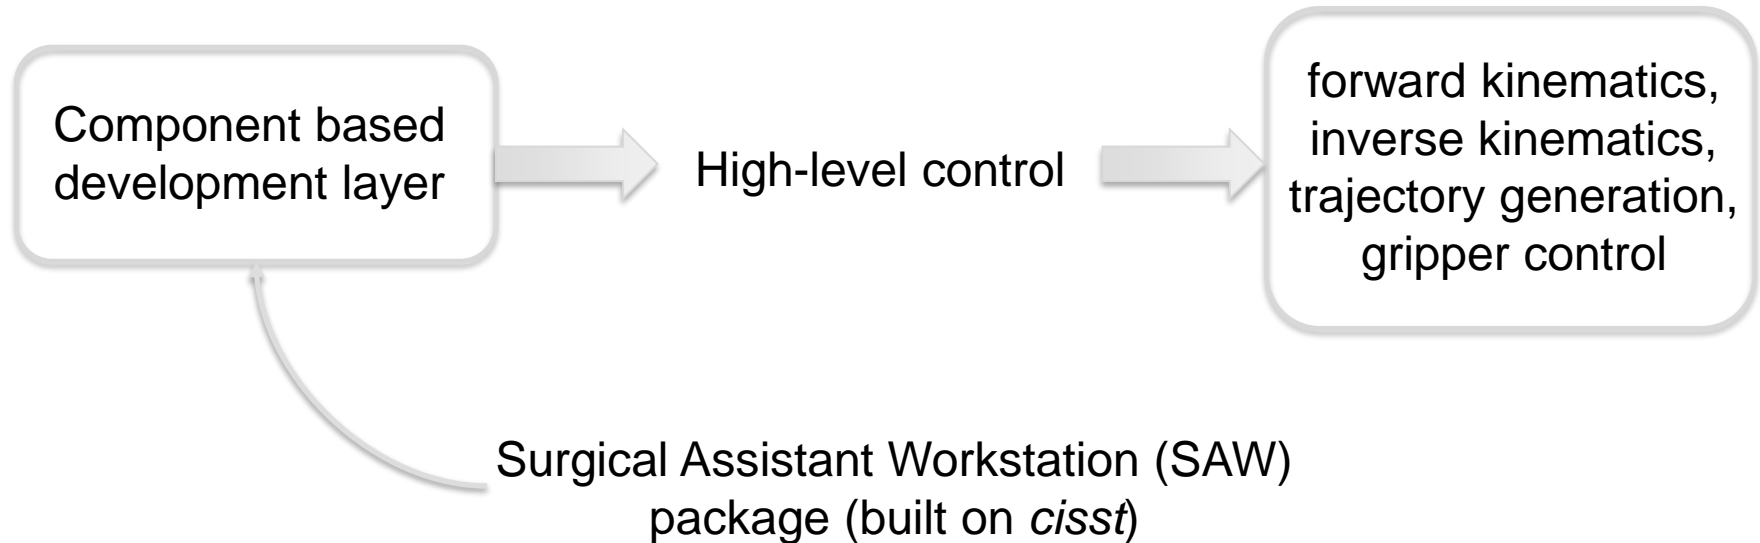 Component based
development layer
High-level control
forward kinematics,
inverse kinematics,
trajectory generation,
gripper control
Surgical Assistant Workstation (SAW)
package (built on cisst)